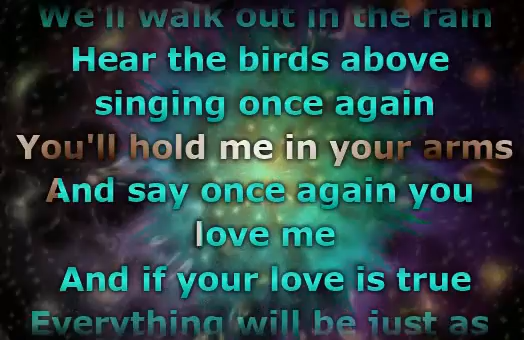 We'll walk out in the rain
Hear the birds above
singing once again
You'll hold me in your arms
And say once again you
love me
And if your love is true
Everything will be just as